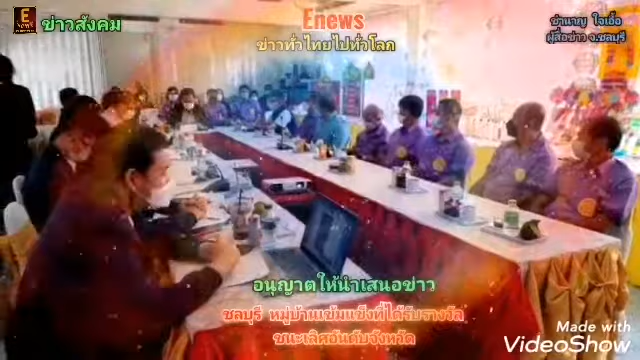 E
News
ข่าวสังคม
Enews
ข่าวทั่วไทยไปทั่วโลก
ชำนาญ ใจเอื้อ
ผู้สื่อข่าว จ.ชลบุรี
อนุญาตให้นำเสนอข่าว
ชลบุรี หมู่บ้านเข้มแข็งที่ได้รับรางวัล
ชนะเลิศอันดับจังหวัด
Made with
VideoShow